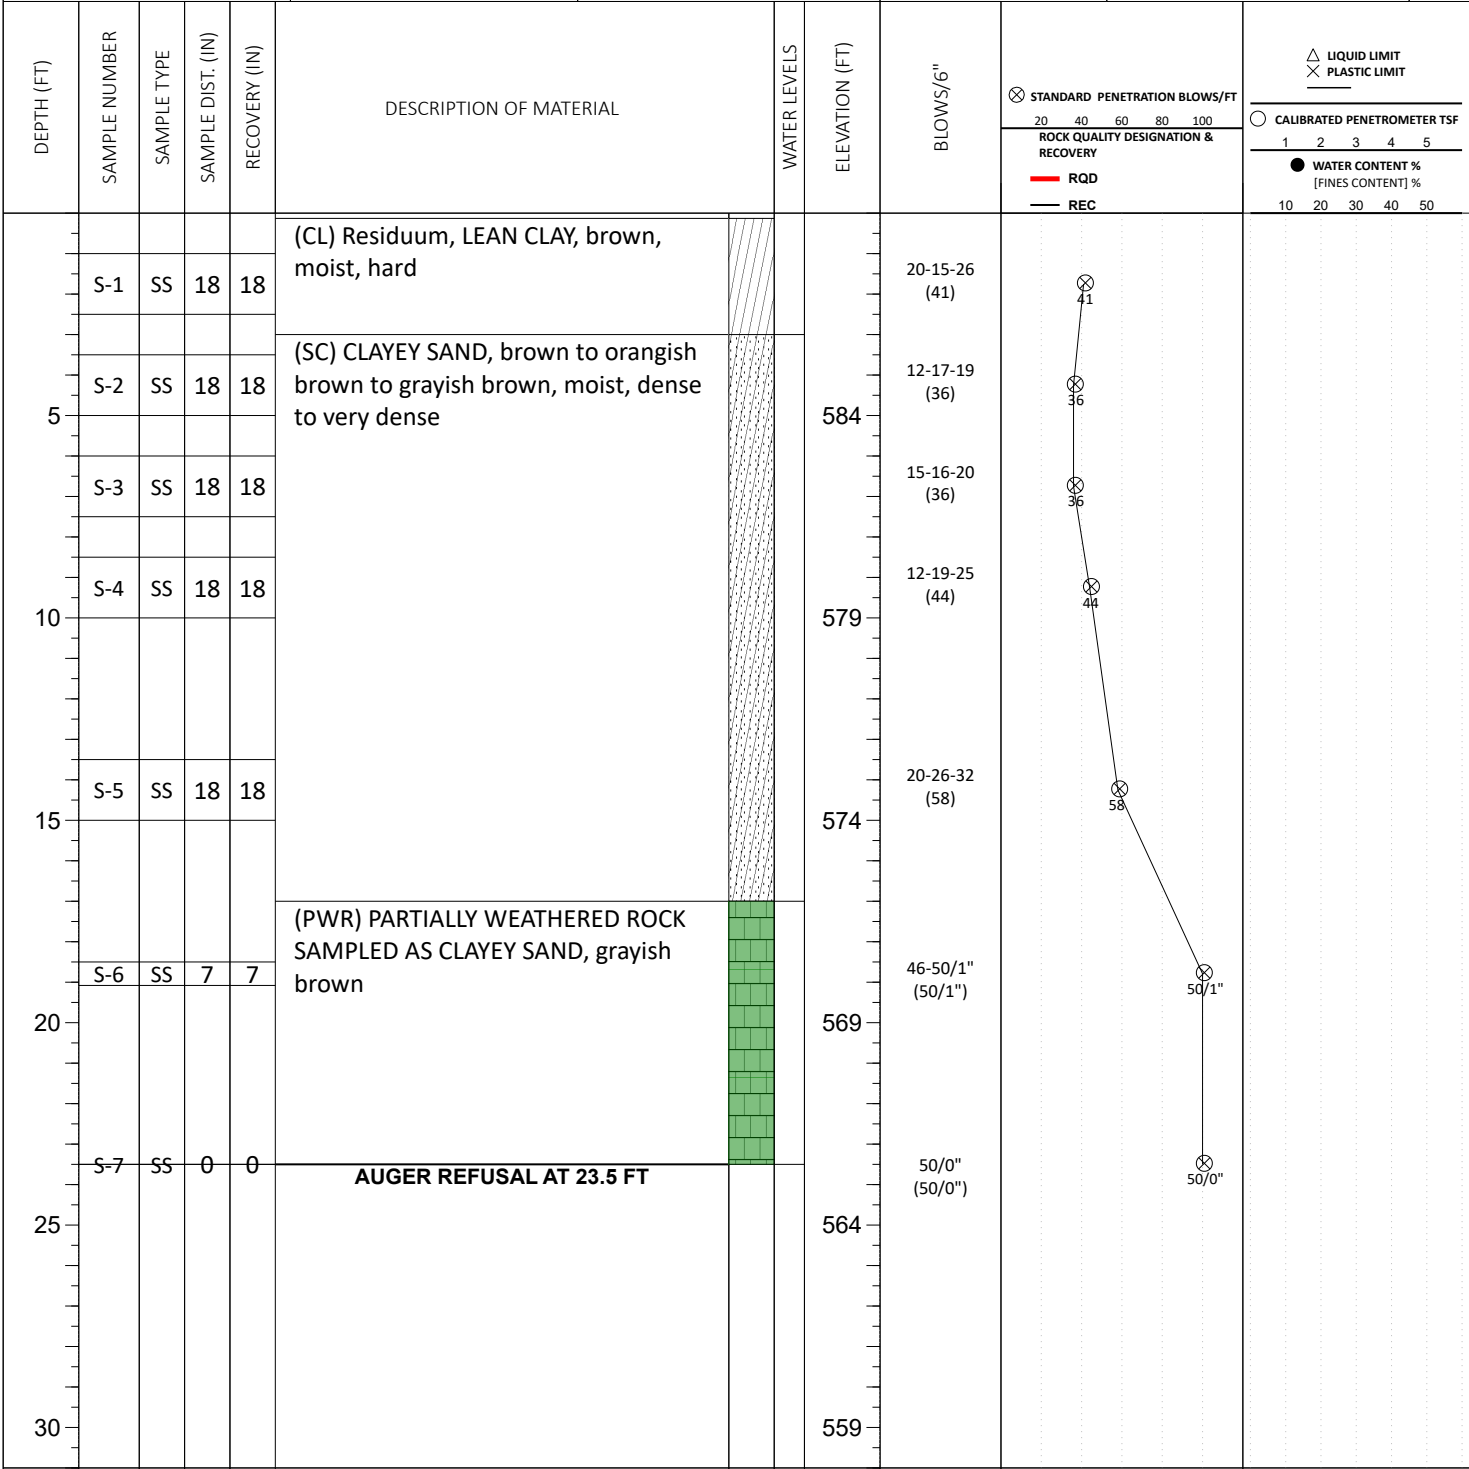 DEPTH (FT)
SAMPLE NUMBER
SAMPLE TYPE
SAMPLE DIST. (IN)
RECOVERY (IN)
DESCRIPTION OF MATERIAL
WATER LEVELS
ELEVATION (FT)
BLOWS/6"
STANDARD PENETRATION BLOWS/FT
20 40 60 80 100
ROCK QUALITY DESIGNATION &
RECOVERY
RQD
REC
LIQUID LIMIT
PLASTIC LIMIT
CALIBRATED PENETROMETER TSF
1 2 3 4 5
WATER CONTENT %
[FINES CONTENT] %
10 20 30 40 50
(CL) Residuum, LEAN CLAY, brown,
moist, hard
S-1 SS 18 18
20-15-26
(41)
41
(SC) CLAYEY SAND, brown to orangish
brown to grayish brown, moist, dense
to very dense
S-2 SS 18 18
12-17-19
(36)
36
5
584
S-3 SS 18 18
15-16-20
(36)
36
S-4 SS 18 18
12-19-25
(44)
44
10
579
S-5 SS 18 18
20-26-32
(58)
58
15
574
(PWR) PARTIALLY WEATHERED ROCK
SAMPLED AS CLAYEY SAND, grayish
brown
S-6 SS 7 7
46-50/1"
(50/1")
50/1"
20
569
S-7 SS 0 0
AUGER REFUSAL AT 23.5 FT
50/0"
(50/0")
50/0"
25
564
30
559